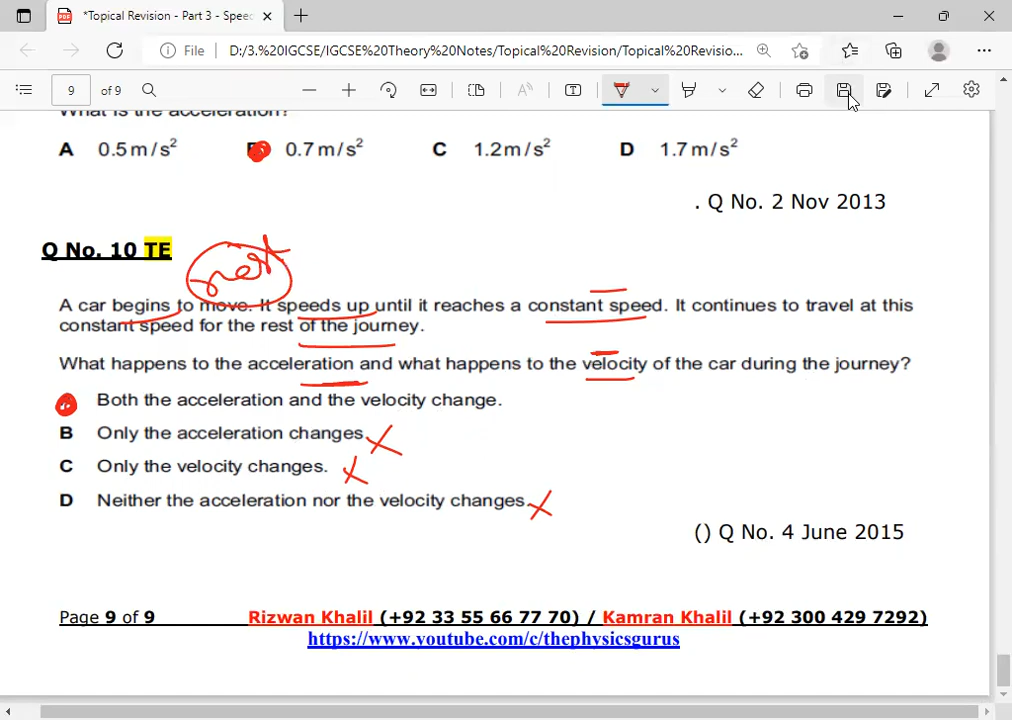 *Topical Revision - Part 3 - Speed
File D:/3.%20IGCSE/IGCSE%20Theory%20Notes/Topical%20Revision/Topical%20Revisio...
9 of 9
What is the acceleration?
A 0.5 m/s² 0.7 m/s² C 1.2 m/s² D 1.7 m/s²
. Q No. 2 Nov 2013
Q No. 10 TE
rest
A car begins to move. It speeds up until it reaches a constant speed. It continues to travel at this
constant speed for the rest of the journey.
What happens to the acceleration and what happens to the velocity of the car during the journey?
Both the acceleration and the velocity change.
B Only the acceleration changes
C Only the velocity changes.
D Neither the acceleration nor the velocity changes
() Q No. 4 June 2015
Page 9 of 9 Rizwan Khalil (+92 33 55 66 77 70) / Kamran Khalil (+92 300 429 7292)
https://www.youtube.com/c/thephysicsgurus